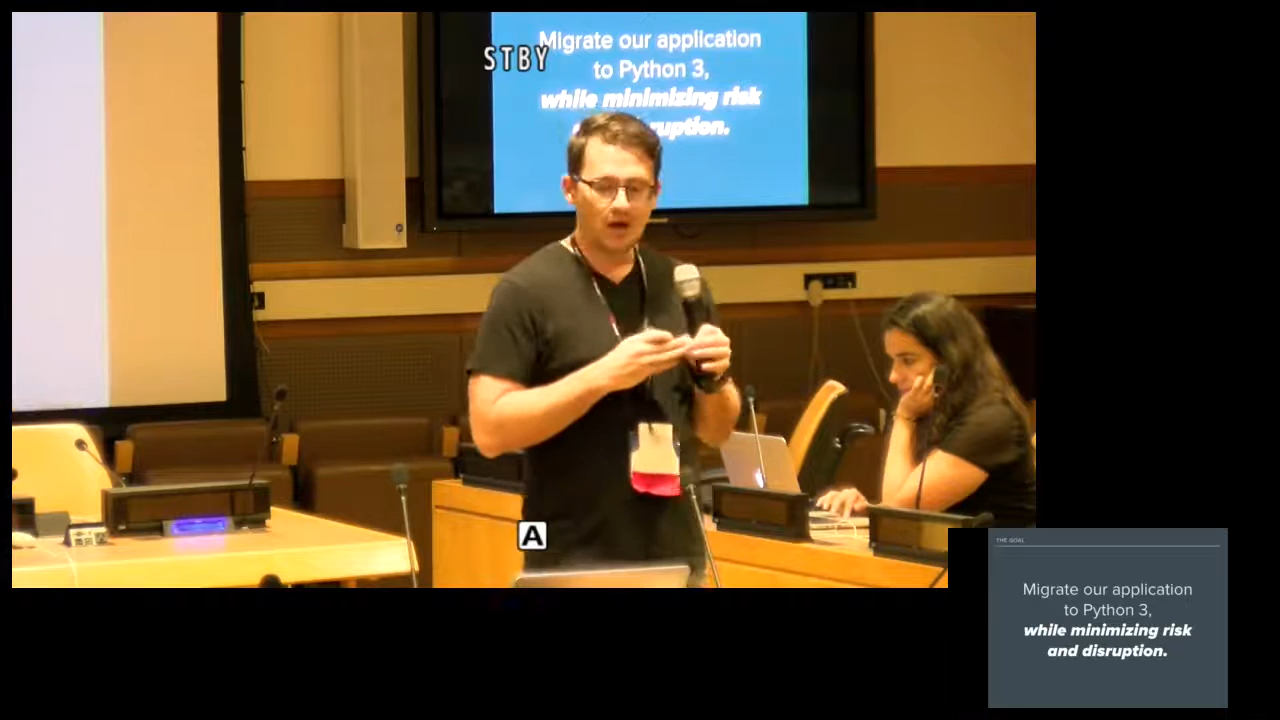 Migrate our application
STBY
to Python 3,
while minimizing risk
ruption.
A
THE GOAL
Migrate our application
to Python 3,
while minimizing risk
and disruption.